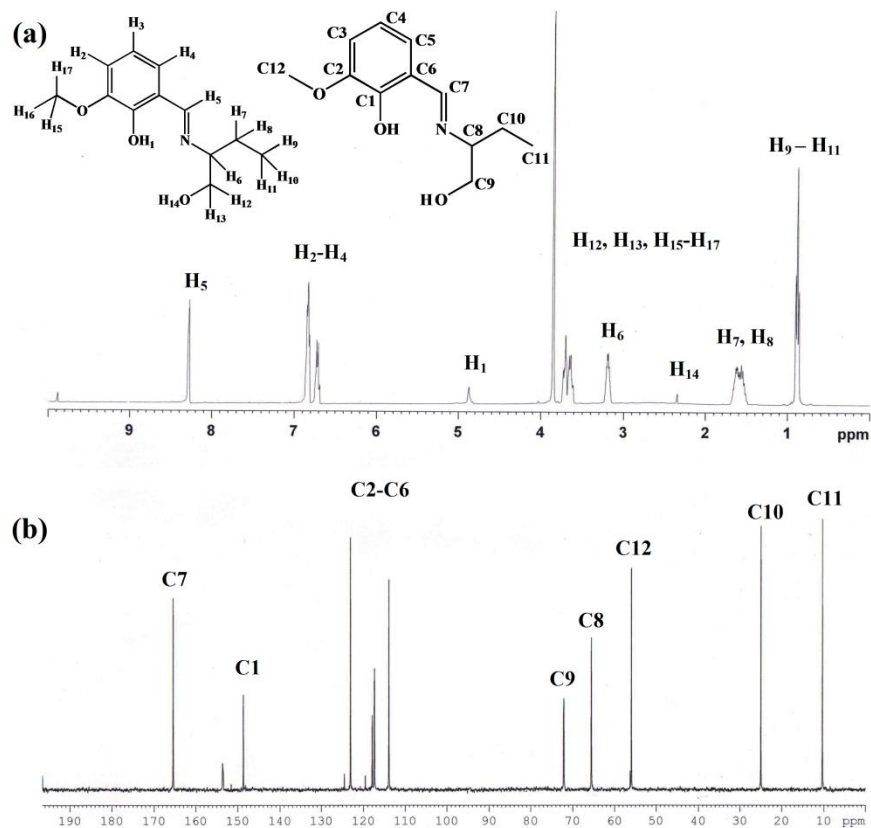 (a)
H3
H2
H4
H17
H5
H16
O
H15
OH1
N
H7
H8
H9
H6
H11
H10
H14O
H12
H13
C4
C3
C5
C12
C2
C6
C7
O
C1
OH
N
C8
C10
C11
C9
HO
H5
H2-H4
H1
H12, H13, H15-H17
H6
H14
H7, H8
H9 – H11
9 8 7 6 5 4 3 2 1 ppm
(b)
C7
C1
C2-C6
C9
C8
C12
C10
C11
190 180 170 160 150 140 130 120 110 100 90 80 70 60 50 40 30 20 10 ppm